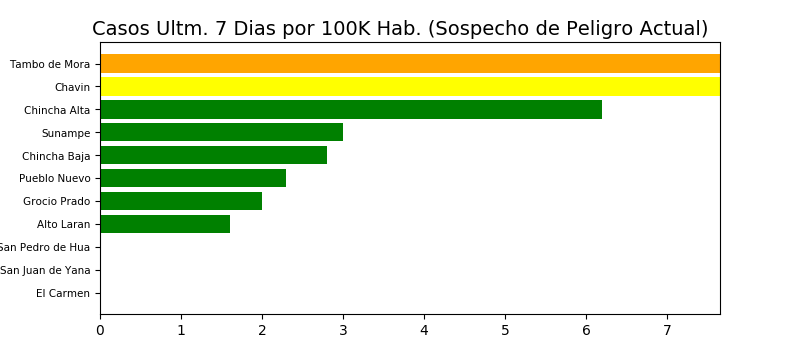 Casos Ultm. 7 Dias por 100K Hab. (Sospecho de Peligro Actual)
Tambo de Mora
Chavin
Chincha Alta
Sunampe
Chincha Baja
Pueblo Nuevo
Grocio Prado
Alto Laran
San Pedro de Hua
San Juan de Yana
El Carmen
0 1 2 3 4 5 6 7